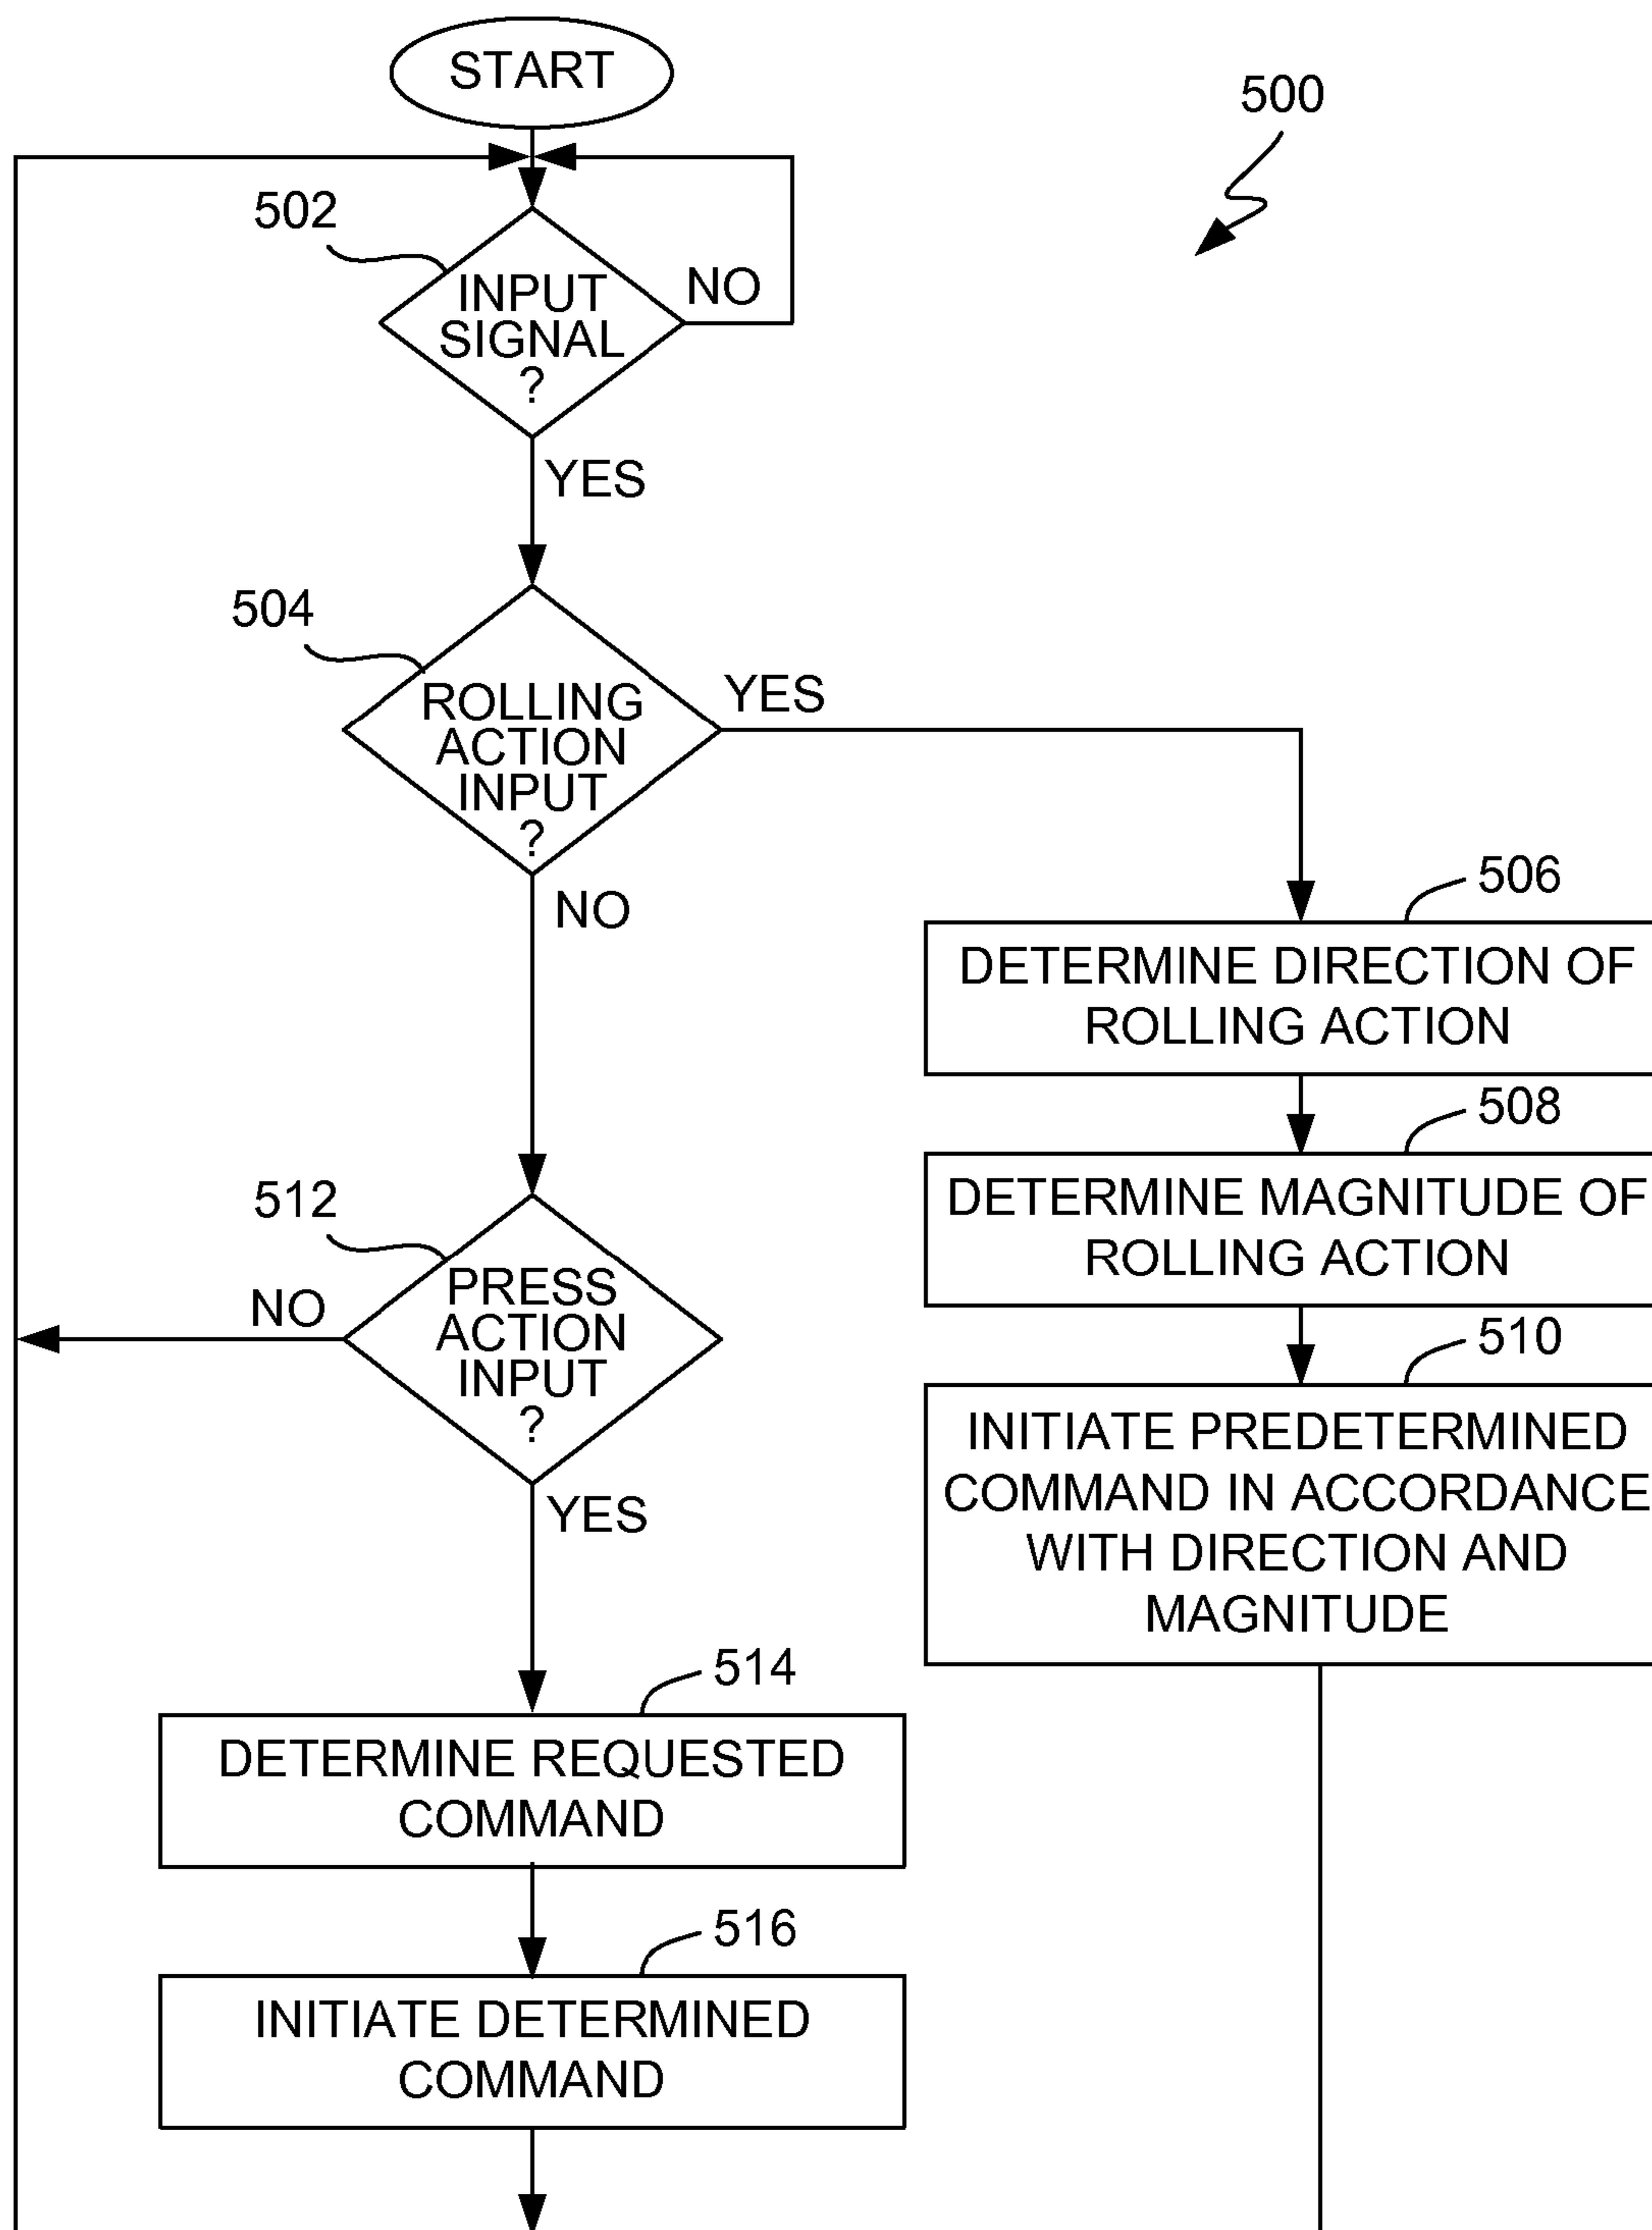 START
500
502
INPUT
SIGNAL
?
NO
YES
504
ROLLING
ACTION
INPUT
?
YES
NO
506
DETERMINE DIRECTION OF
ROLLING ACTION
508
DETERMINE MAGNITUDE OF
ROLLING ACTION
510
INITIATE PREDETERMINED
COMMAND IN ACCORDANCE
WITH DIRECTION AND
MAGNITUDE
512
PRESS
ACTION
INPUT
?
NO
YES
514
DETERMINE REQUESTED
COMMAND
516
INITIATE DETERMINED
COMMAND